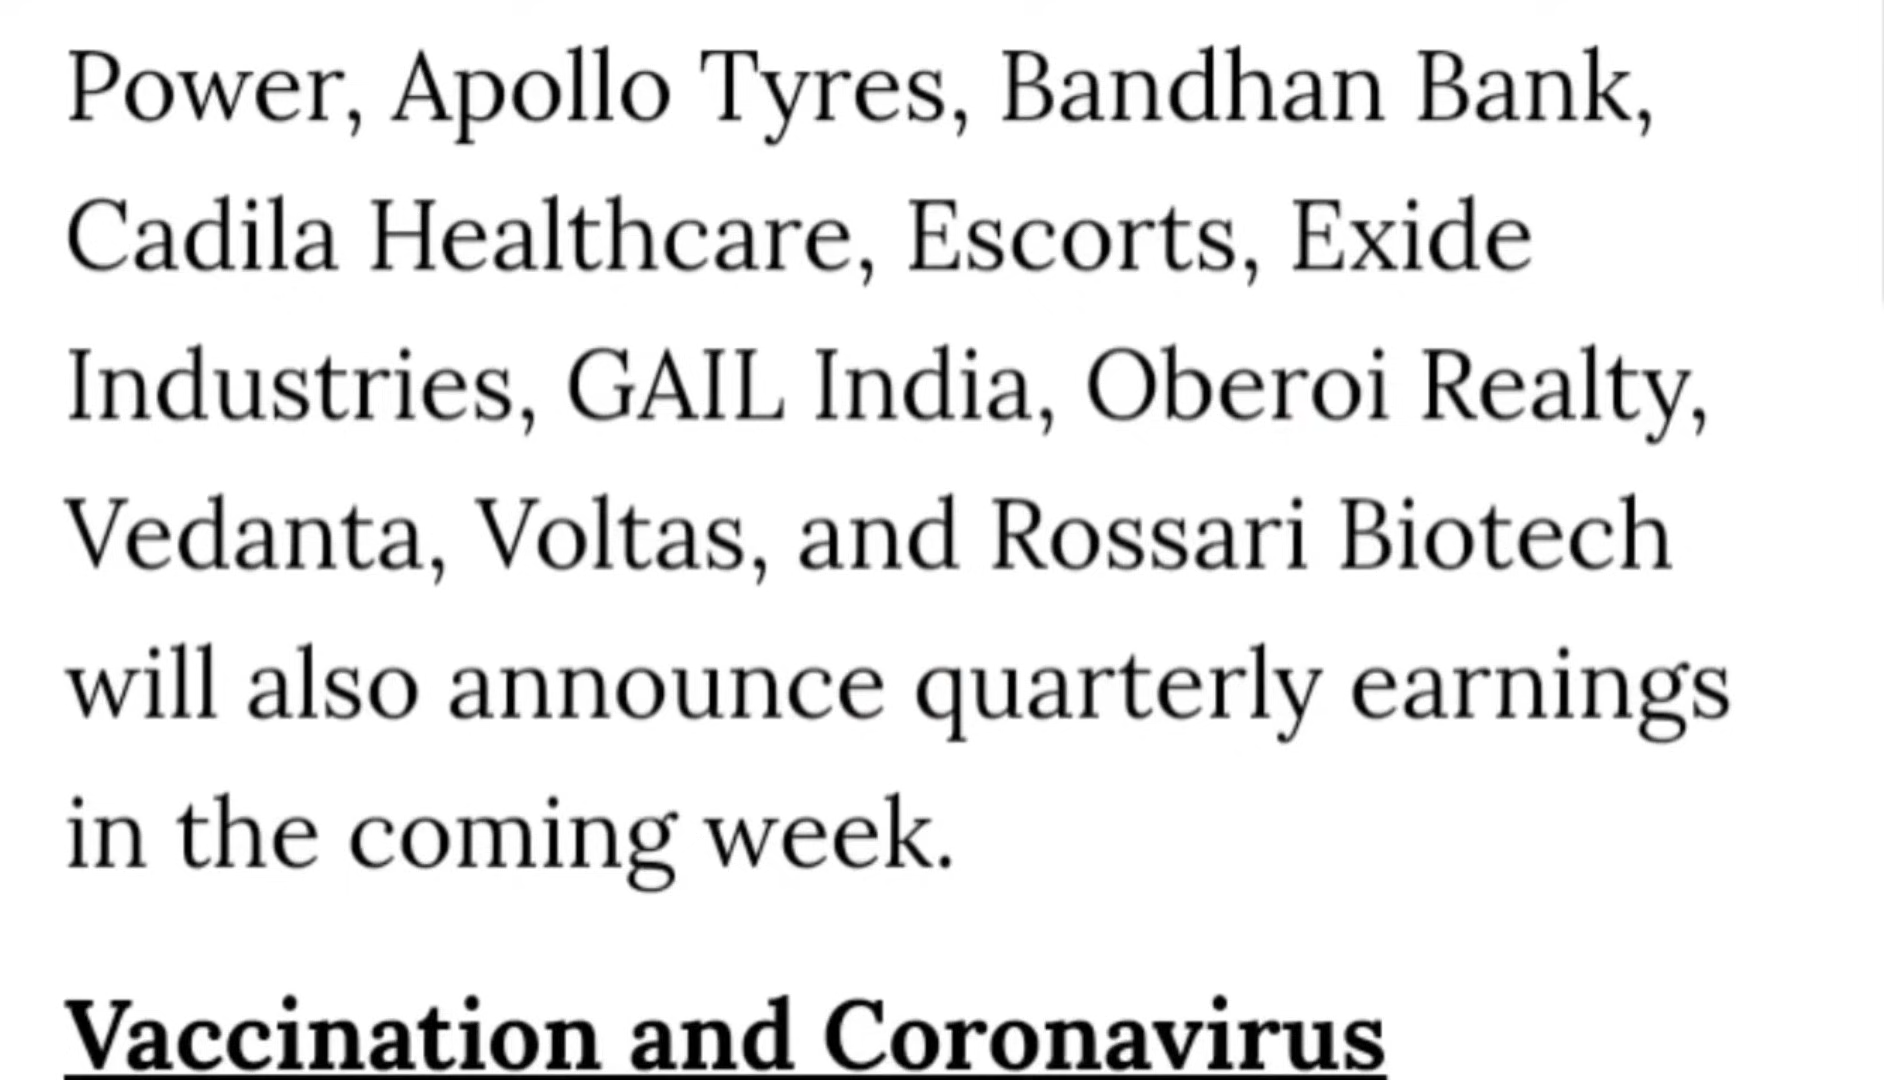 Power, Apollo Tyres, Bandhan Bank,
Cadila Healthcare, Escorts, Exide
Industries, GAIL India, Oberoi Realty,
Vedanta, Voltas, and Rossari Biotech
will also announce quarterly earnings
in the coming week.
Vaccination and Coronavirus